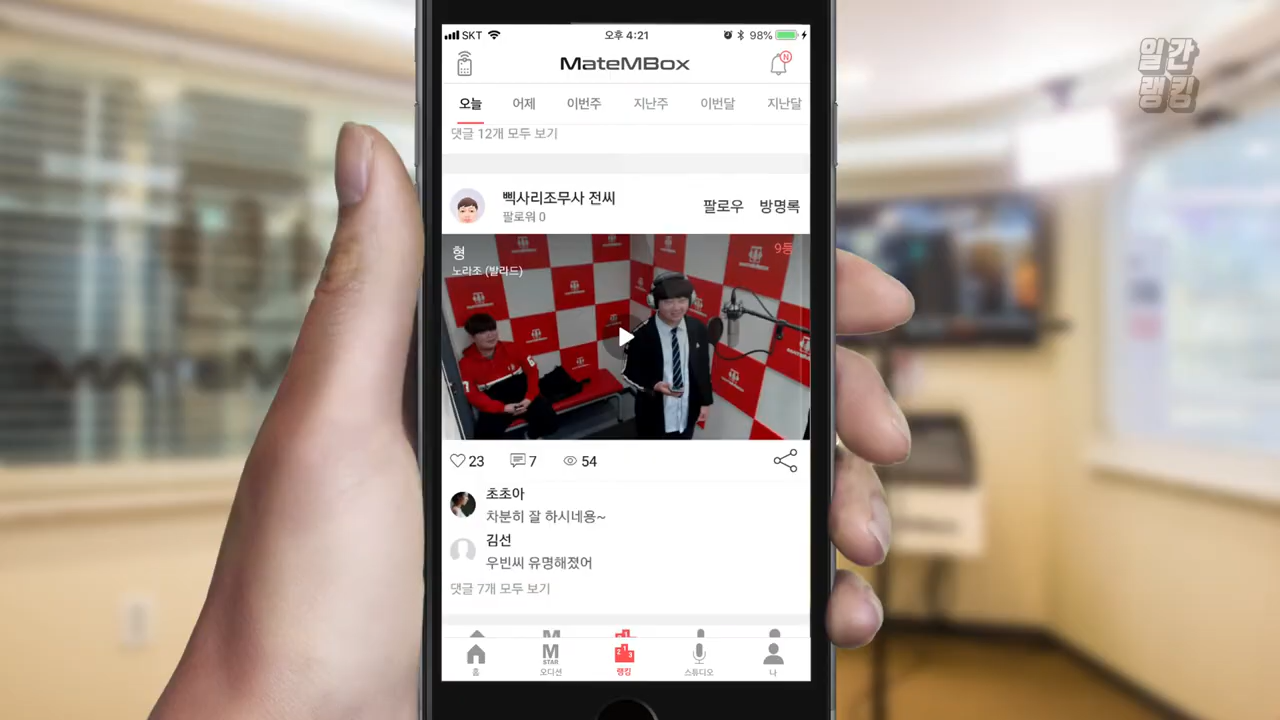 SKT 오후 4:21 98%
MateMBox
N
일간
랭킹
오늘 어제 이번주 지난주 이번달 지난달
댓글 12개 모두 보기
삑사리조무사 전씨
팔로워 0
팔로우 방명록
형
노라조 (발라드)
9등
23 7 54
초초아
차분히 잘 하시네용~
김선
우빈씨 유명해졌어
댓글 7개 모두 보기
M
STAR
홈 오디션 랭킹 스튜디오 나